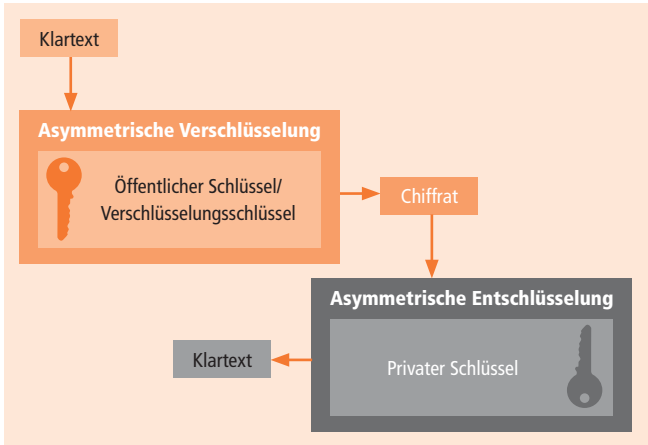 Klartext
Asymmetrische Verschlüsselung
Öffentlicher Schlüssel/
Verschlüsselungsschlüssel
Chiffrat
Asymmetrische Entschlüsselung
Privater Schlüssel
Klartext